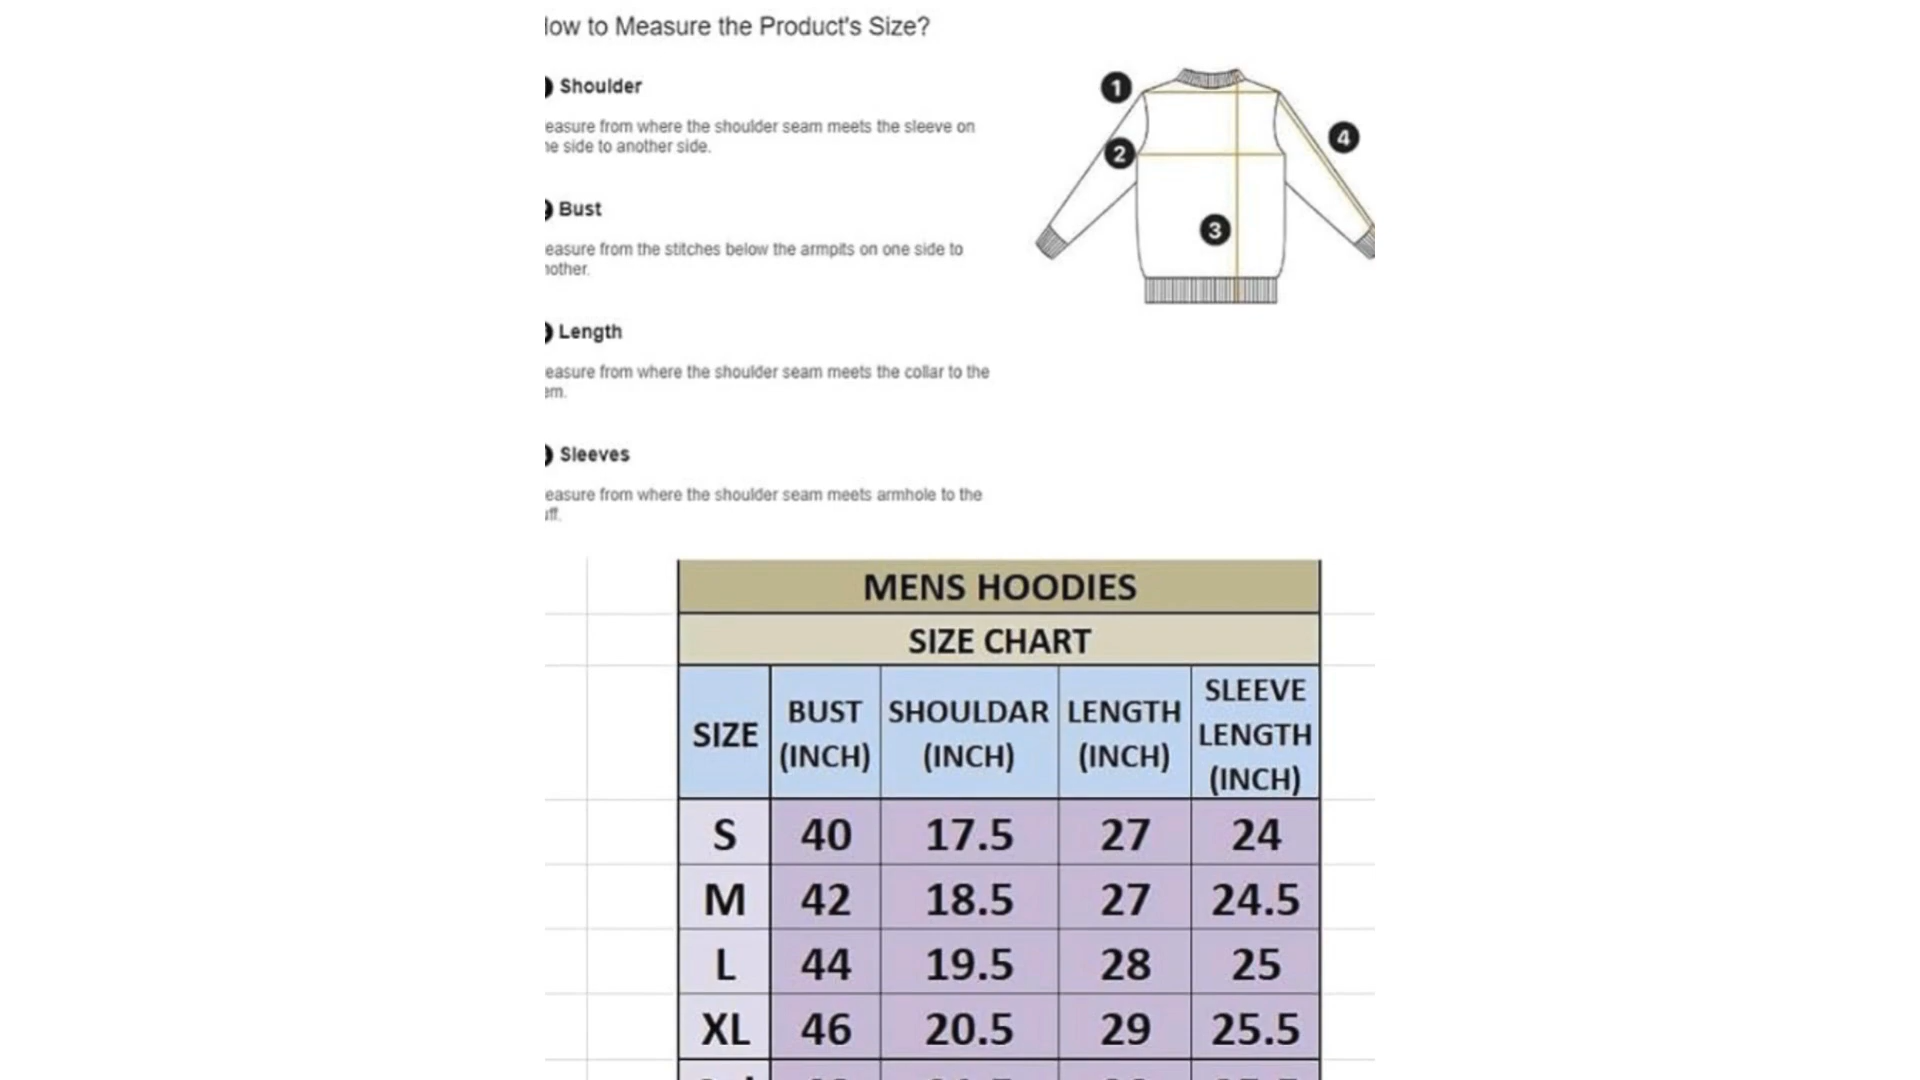 How to Measure the Product's Size?
Shoulder
easure from where the shoulder seam meets the sleeve on
ne side to another side.
Bust
easure from the stitches below the armpits on one side to
nother.
Length
easure from where the shoulder seam meets the collar to the
em.
Sleeves
easure from where the shoulder seam meets armhole to the
uff.
1
2
3
4
MENS HOODIES
SIZE CHART
SIZE BUST (INCH) SHOULDAR (INCH) LENGTH (INCH) SLEEVE LENGTH (INCH)
S 40 17.5 27 24
M 42 18.5 27 24.5
L 44 19.5 28 25
XL 46 20.5 29 25.5